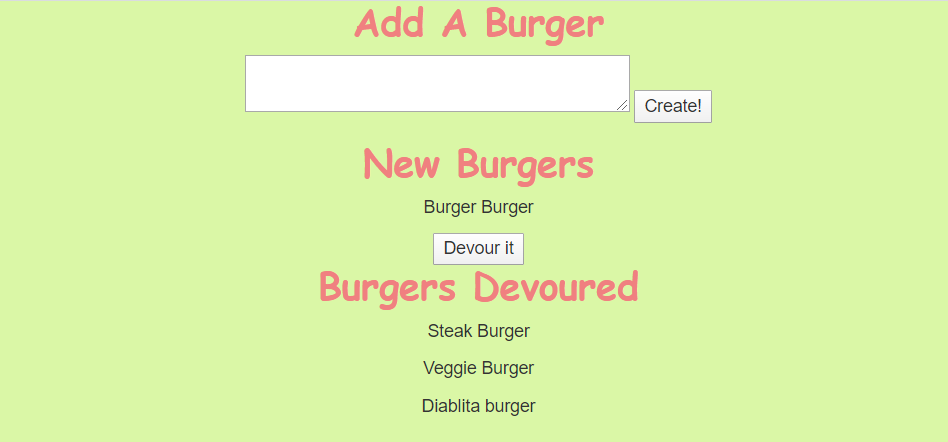 Add A Burger
Create!
New Burgers
Burger Burger
Devour it
Burgers Devoured
Steak Burger
Veggie Burger
Diablita burger